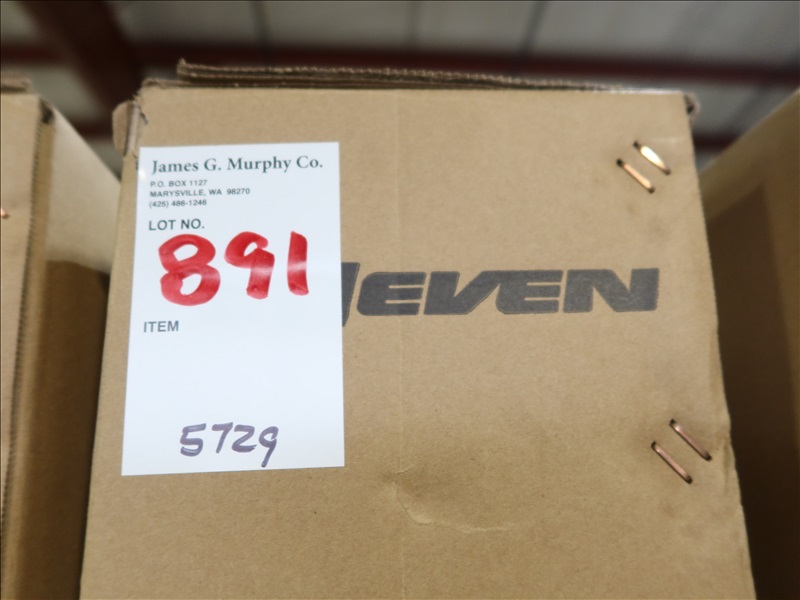 James G. Murphy Co.
P.O. BOX 1127
MARYSVILLE, WA 98270
(425) 486-1246
LOT NO.
891
ITEM
5729
EVEN